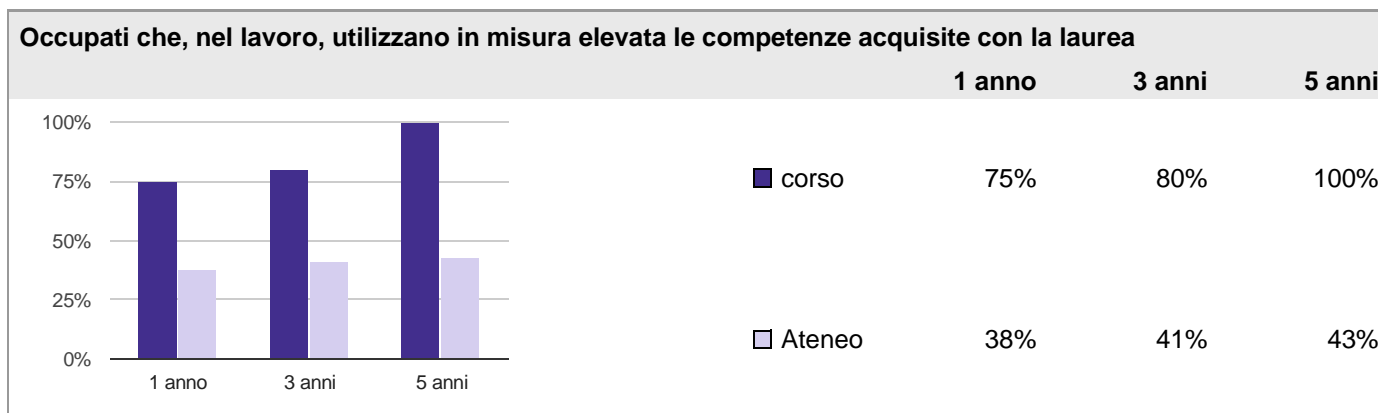 Occupati che, nel lavoro, utilizzano in misura elevata le competenze acquisite con la laurea
1 anno 3 anni 5 anni
100%
75%
50%
25%
0%
1 anno 3 anni 5 anni
corso 75% 80% 100%
Ateneo 38% 41% 43%